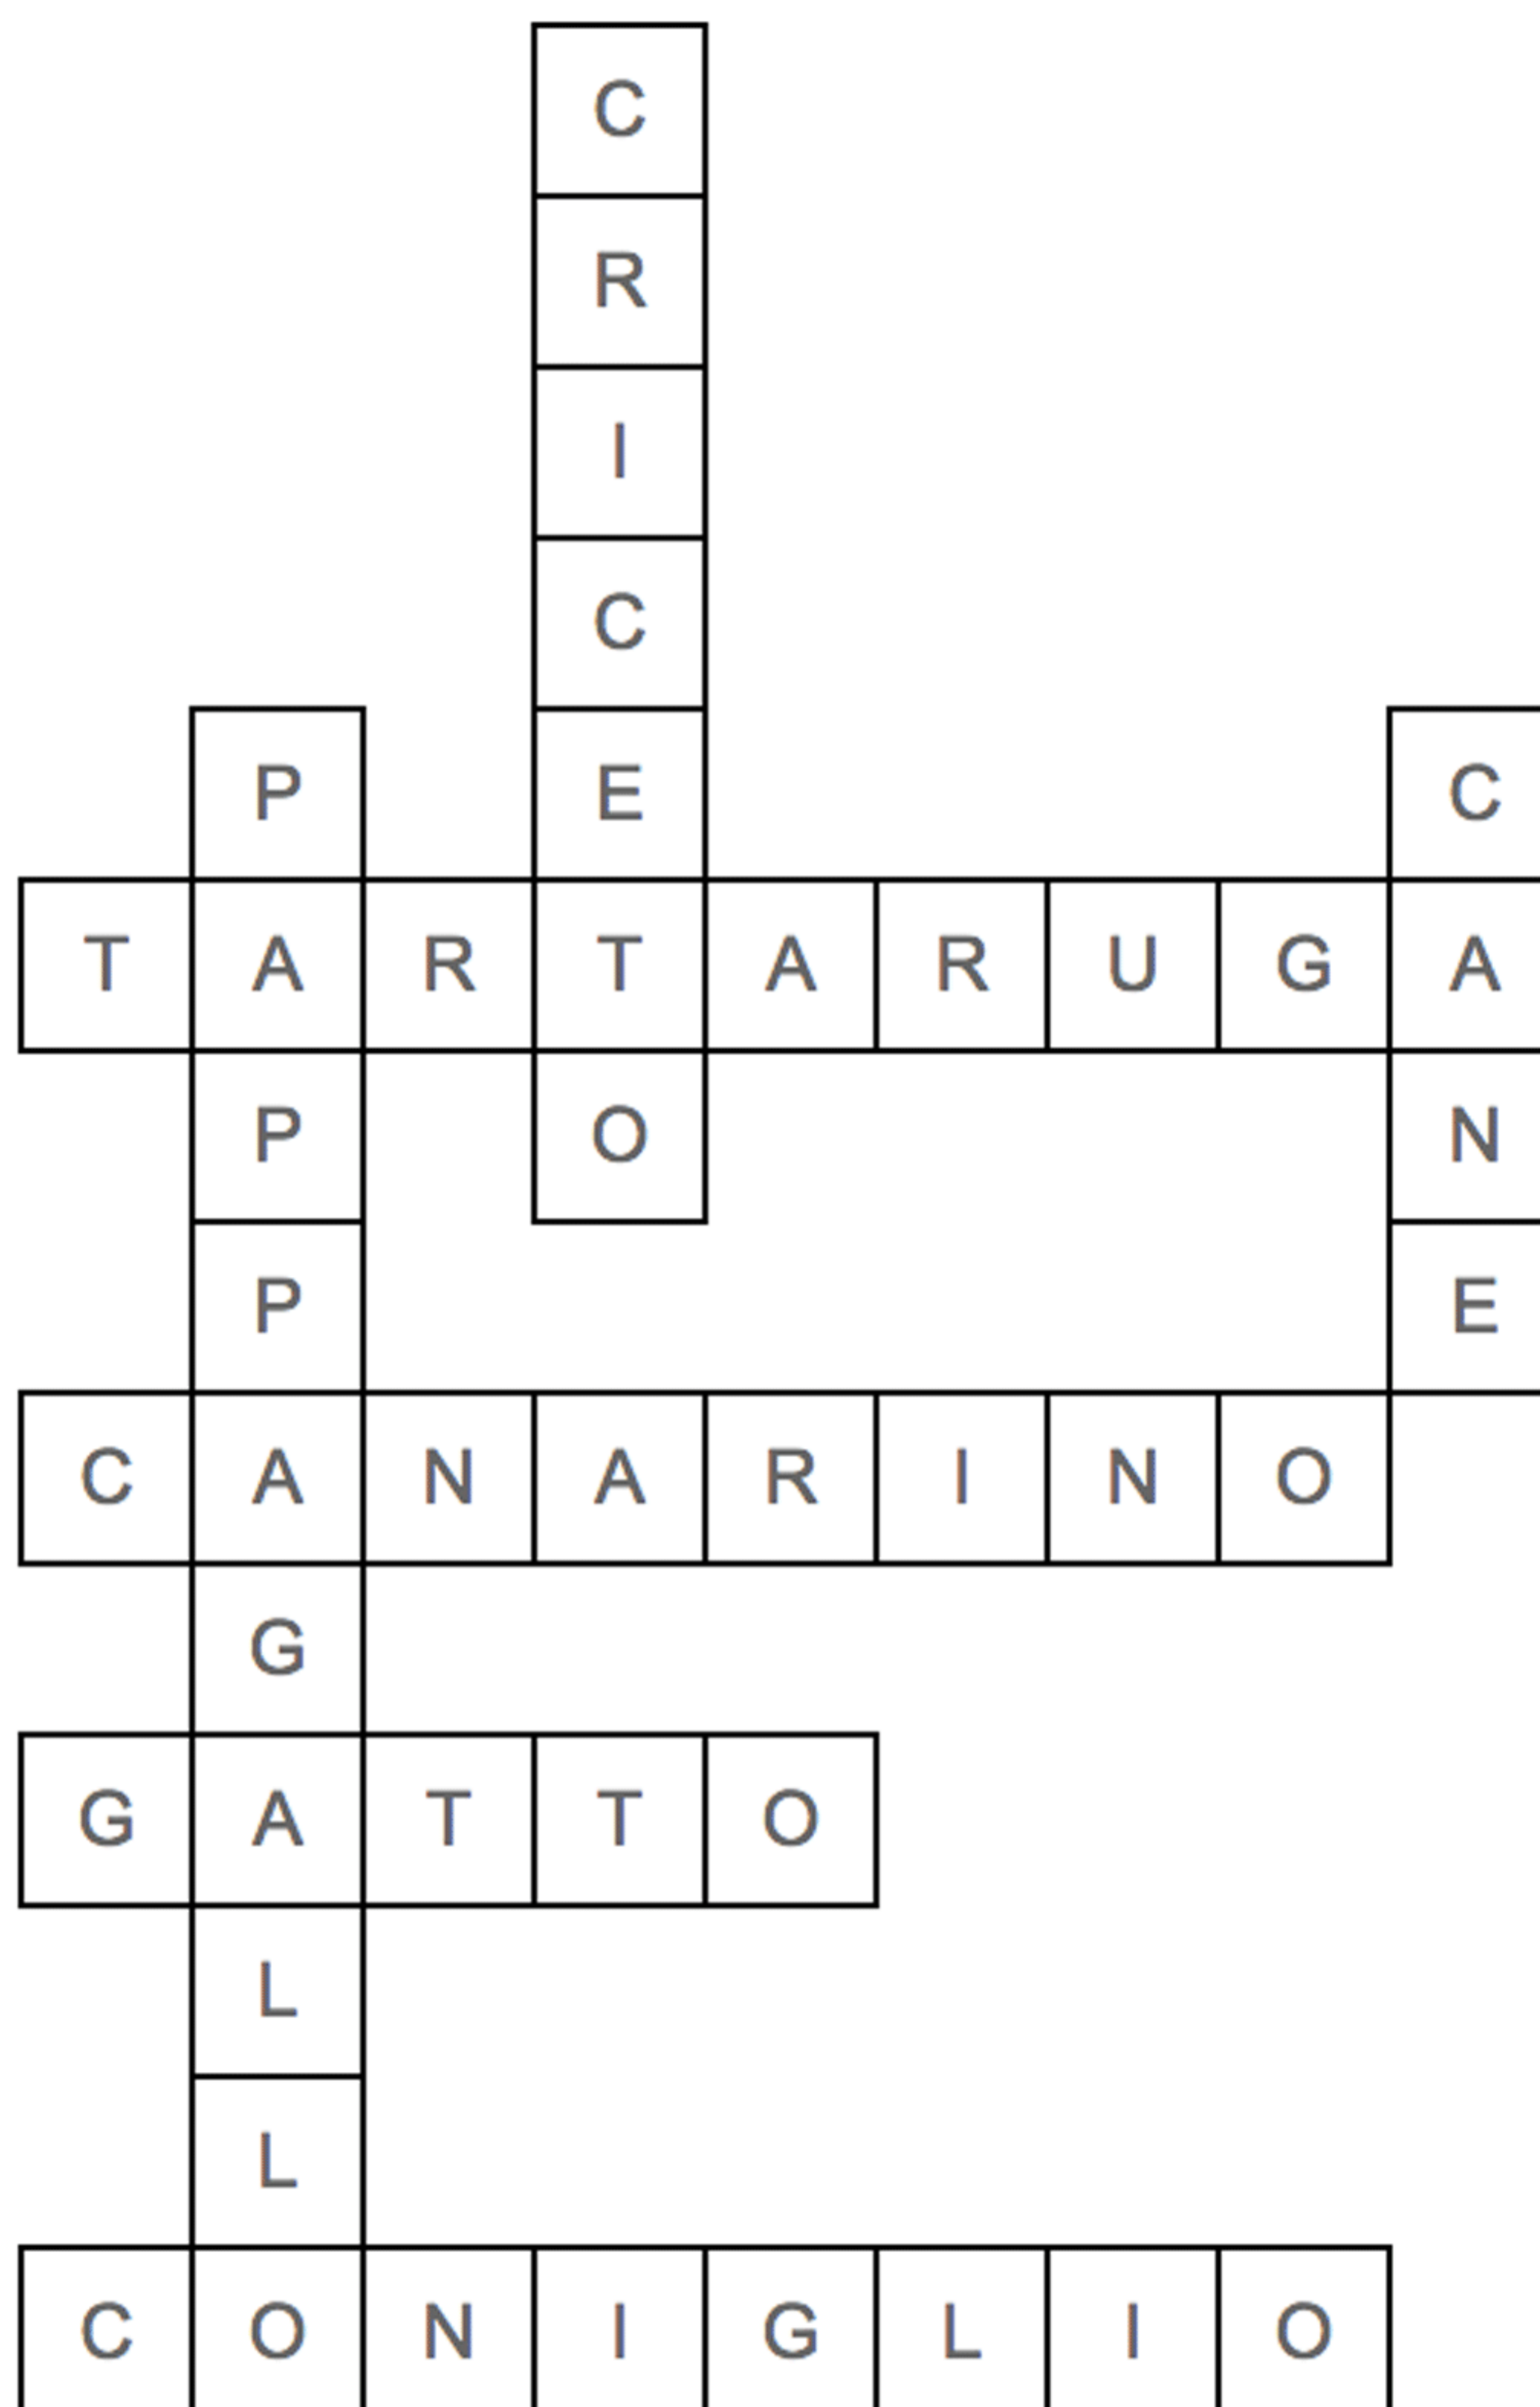 C
R
I
C
P E C
T A R T A R U G A
P O N
P E
C A N A R I N O
G
G A T T O
L
L
C O N I G L I O